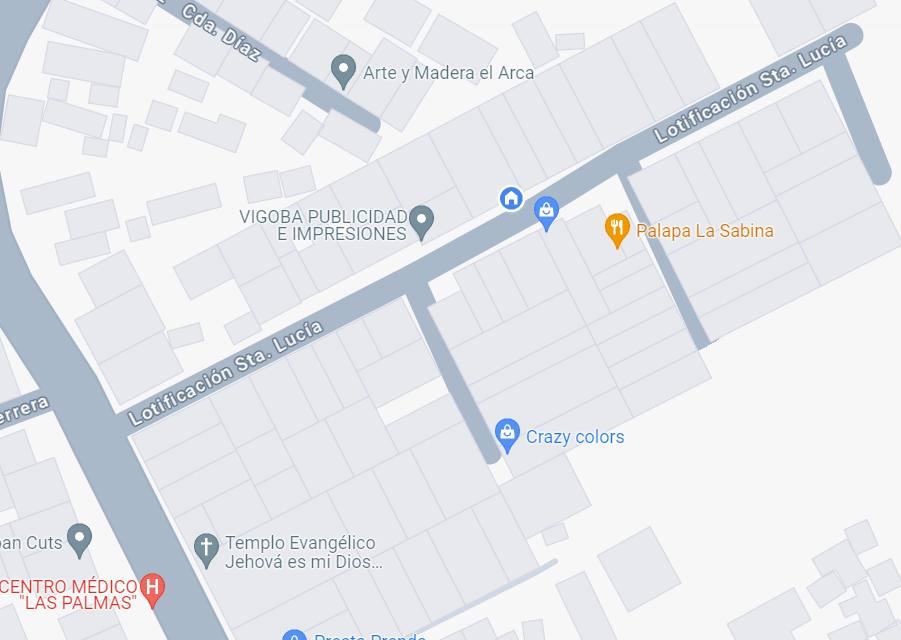 Cda. Díaz
Arte y Madera el Arca
Lotificación Sta. Lucía
VIGOBA PUBLICIDAD
E IMPRESIONES
Palapa La Sabina
Lotificación Sta. Lucía
errera
Crazy colors
an Cuts
Templo Evangélico
Jehová es mi Dios...
CENTRO MÉDICO
"LAS PALMAS"
H